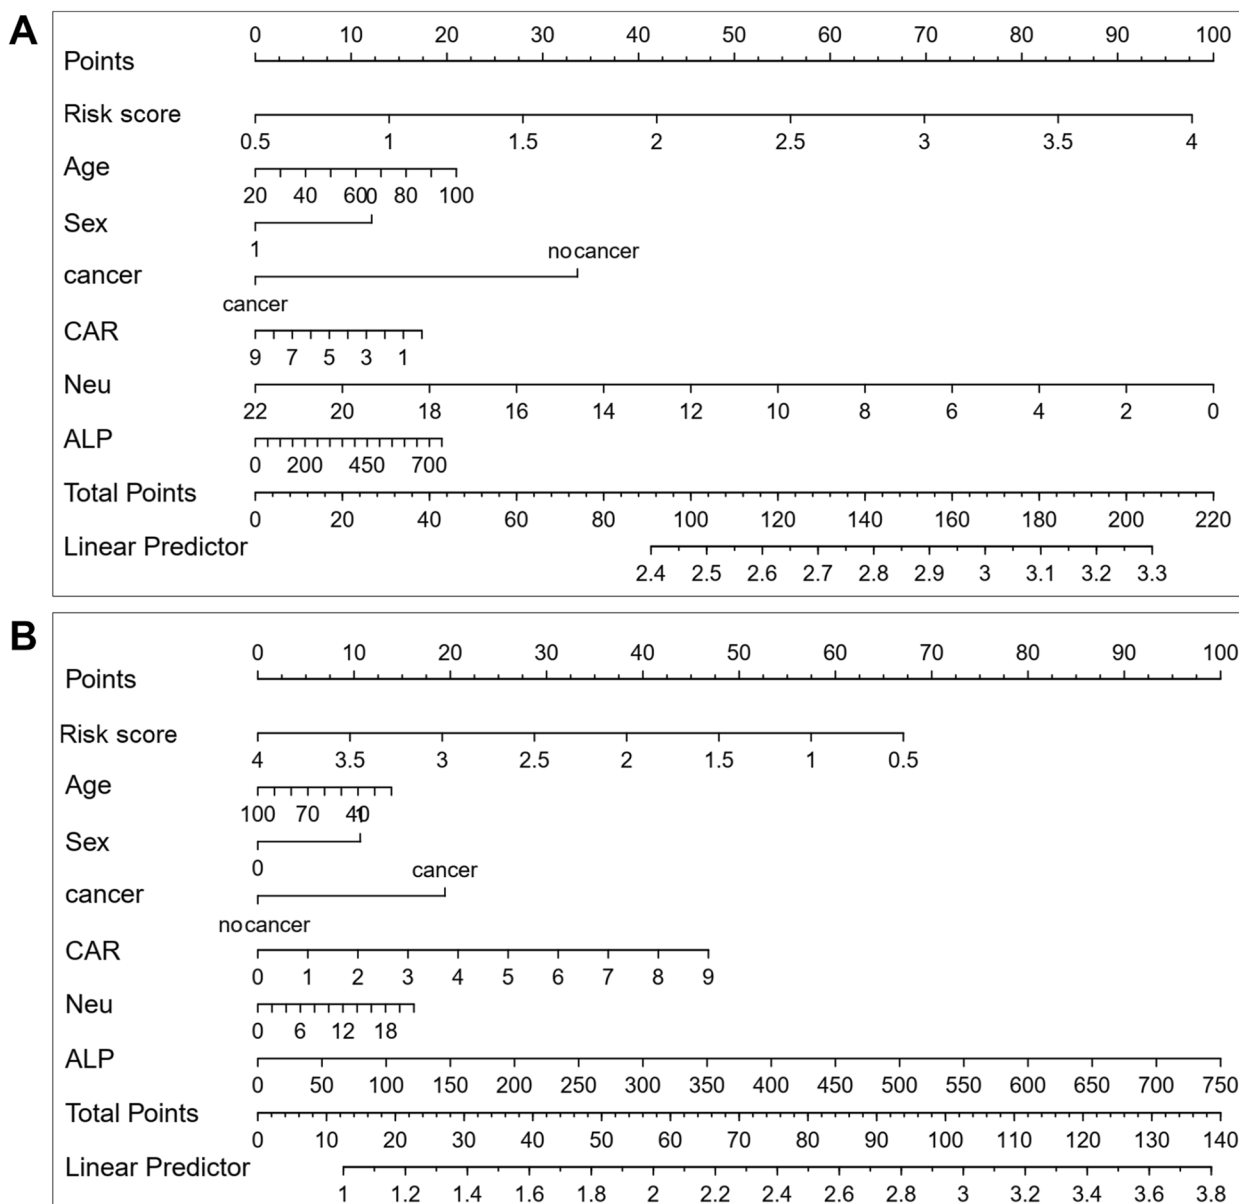 A
0 10 20 30 40 50 60 70 80 90 100
Points
Risk score
0.5 1 1.5 2 2.5 3 3.5 4
Age
20 40 60 80 100
0
Sex
1
no cancer
cancer
cancer
CAR
9 7 5 3 1
Neu
22 20 18 16 14 12 10 8 6 4 2 0
ALP
0 200 450 700
Total Points
0 20 40 60 80 100 120 140 160 180 200 220
Linear Predictor
2.4 2.5 2.6 2.7 2.8 2.9 3 3.1 3.2 3.3
B
0 10 20 30 40 50 60 70 80 90 100
Points
Risk score
4 3.5 3 2.5 2 1.5 1 0.5
Age
100 70 40
1
Sex
0
cancer
cancer
no cancer
CAR
0 1 2 3 4 5 6 7 8 9
Neu
0 6 12 18
ALP
0 50 100 150 200 250 300 350 400 450 500 550 600 650 700 750
Total Points
0 10 20 30 40 50 60 70 80 90 100 110 120 130 140
Linear Predictor
1 1.2 1.4 1.6 1.8 2 2.2 2.4 2.6 2.8 3 3.2 3.4 3.6 3.8